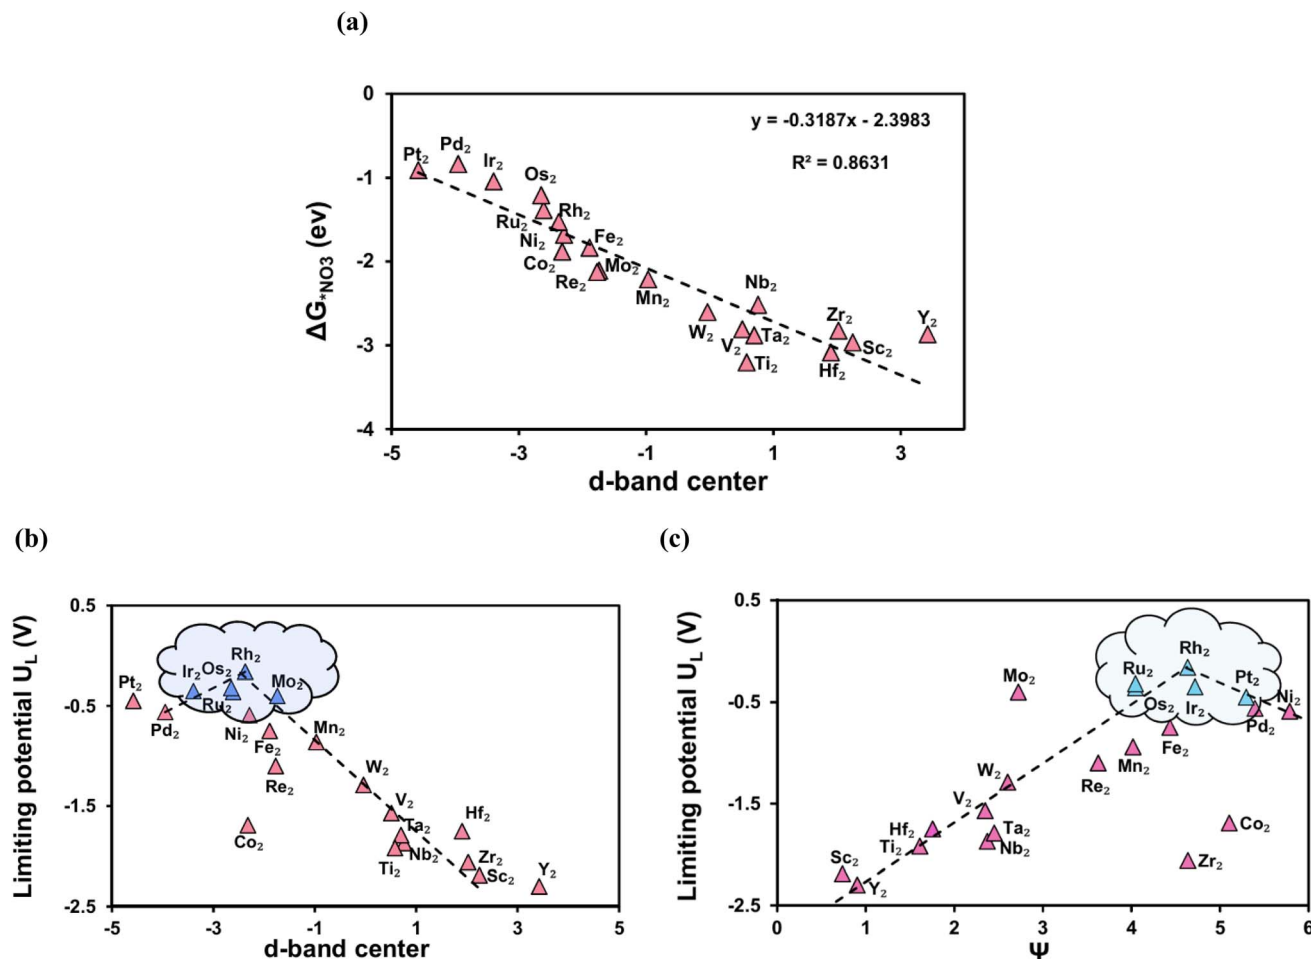 (a)
0
-1
-2
-3
-4
-5
-3
-1
1
3
ΔG*NO3 (ev)
d-band center
y = -0.3187x - 2.3983
R² = 0.8631
Pt₂
Pd₂
Ir₂
Os₂
Ru₂
Rh₂
Ni₂
Fe₂
Co₂
Mo₂
Re₂
Mn₂
W₂
Nb₂
V₂
Ta₂
Ti₂
Zr₂
Sc₂
Hf₂
Y₂
(b)
0.5
-0.5
-1.5
-2.5
-5
-3
-1
1
3
5
Limiting potential U_L (V)
d-band center
Rh₂
Pt₂
Ir₂
Os₂
Mo₂
Ru₂
Pd₂
Ni₂
Mn₂
Fe₂
Re₂
W₂
Co₂
V₂
Hf₂
Ta₂
Nb₂
Ti₂
Zr₂
Sc₂
Y₂
(c)
0.5
-0.5
-1.5
-2.5
0
1
2
3
4
5
6
Limiting potential U_L (V)
Ψ
Rh₂
Mo₂
Ru₂
Pt₂
Os₂
Ir₂
Ni₂
Pd₂
Fe₂
Mn₂
W₂
Re₂
V₂
Hf₂
Ta₂
Co₂
Ti₂
Nb₂
Sc₂
Zr₂
Y₂